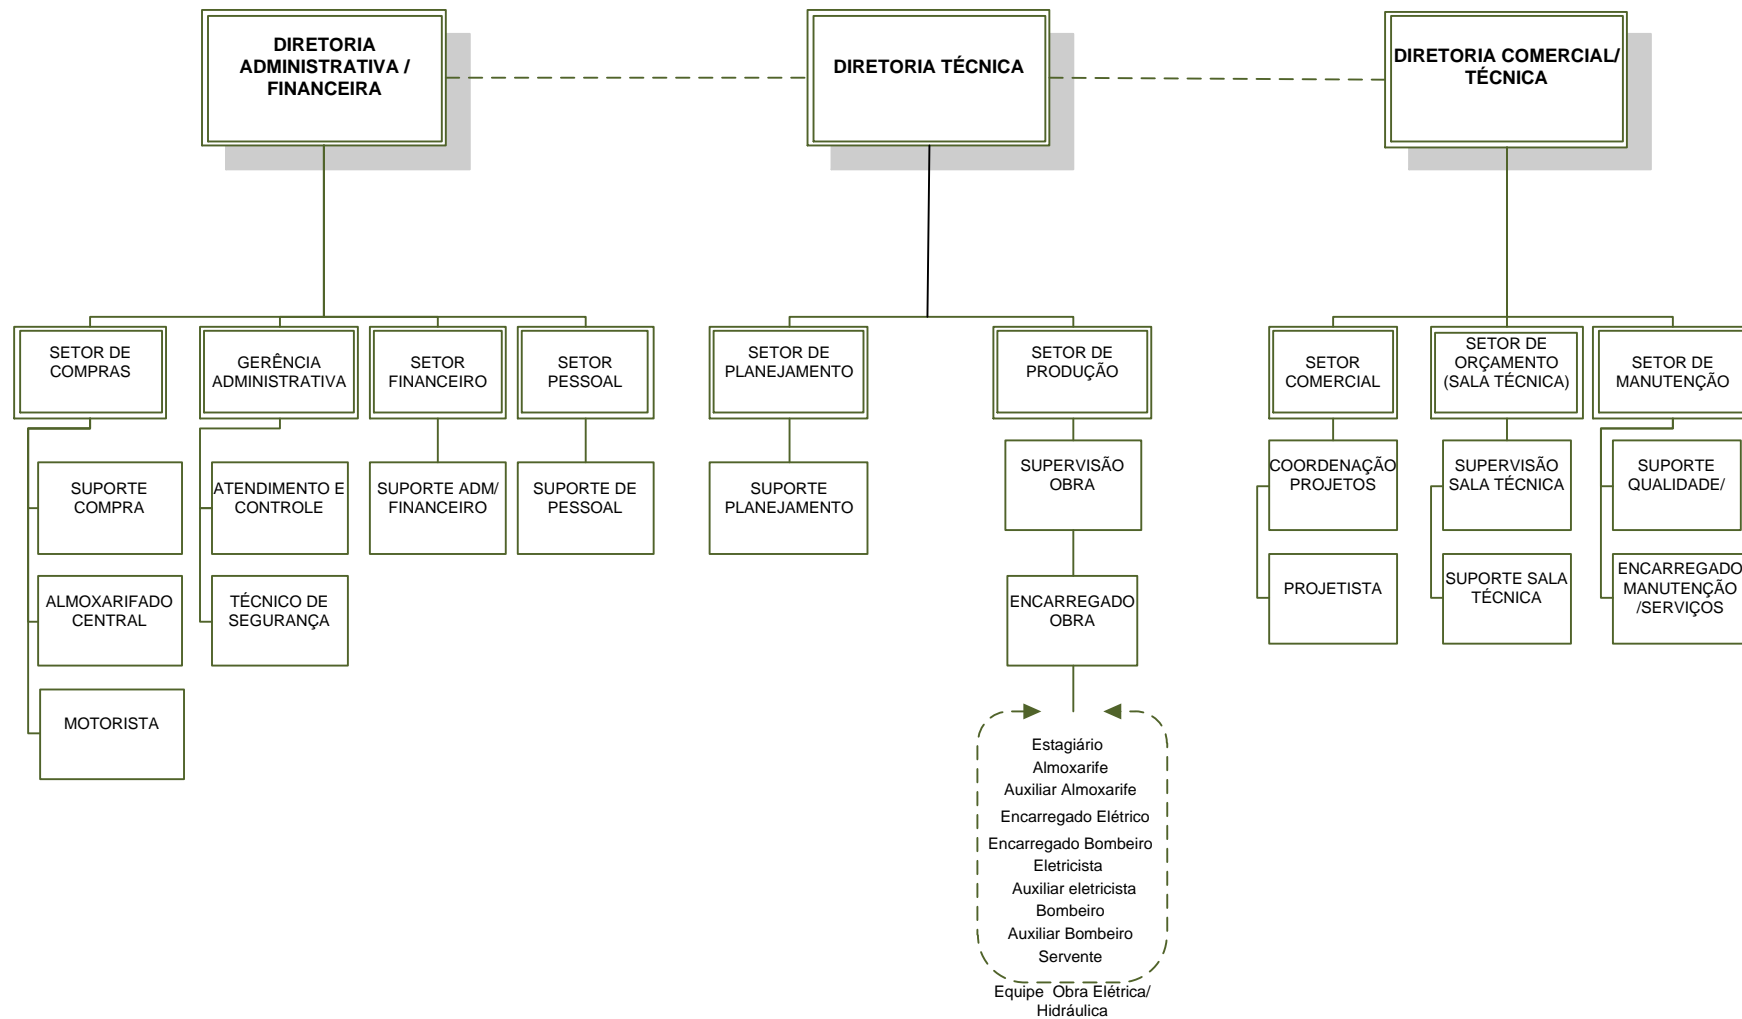 DIRETORIA
ADMINISTRATIVA /
FINANCEIRA
DIRETORIA TÉCNICA
DIRETORIA COMERCIAL/
TÉCNICA
SETOR DE
COMPRAS
GERÊNCIA
ADMINISTRATIVA
SETOR
FINANCEIRO
SETOR
PESSOAL
SETOR DE
PLANEJAMENTO
SETOR DE
PRODUÇÃO
SETOR
COMERCIAL
SETOR DE
ORÇAMENTO
(SALA TÉCNICA)
SETOR DE
MANUTENÇÃO
SUPORTE
COMPRA
ATENDIMENTO E
CONTROLE
SUPORTE ADM/
FINANCEIRO
SUPORTE DE
PESSOAL
SUPORTE
PLANEJAMENTO
SUPERVISÃO
OBRA
COORDENAÇÃO
PROJETOS
SUPERVISÃO
SALA TÉCNICA
SUPORTE
QUALIDADE/
ALMOXARIFADO
CENTRAL
TÉCNICO DE
SEGURANÇA
ENCARREGADO
OBRA
PROJETISTA
SUPORTE SALA
TÉCNICA
ENCARREGADO
MANUTENÇÃO
/SERVIÇOS
MOTORISTA
Estagiário
Almoxarife
Auxiliar Almoxarife
Encarregado Elétrico
Encarregado Bombeiro
Eletricista
Auxiliar eletricista
Bombeiro
Auxiliar Bombeiro
Servente
Equipe Obra Elétrica/
Hidráulica